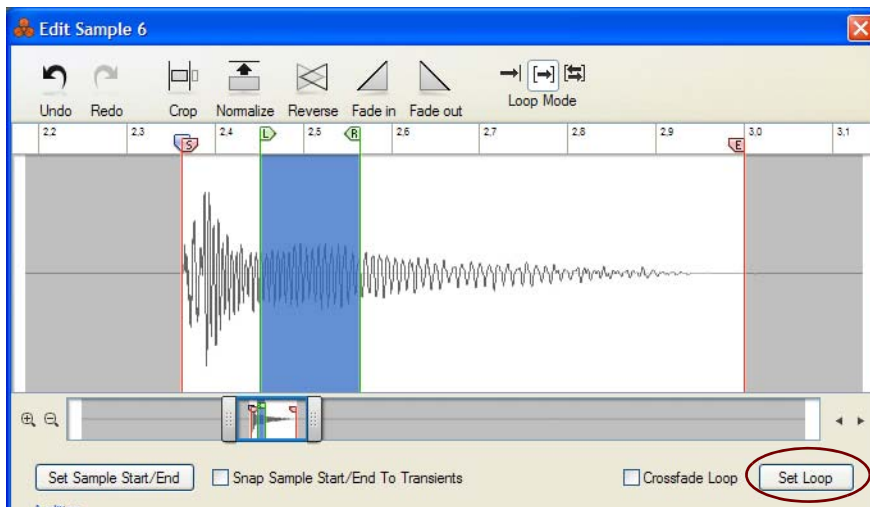 Edit Sample 6
Undo Redo Crop Normalize Reverse Fade in Fade out Loop Mode
2.2 2.3 2.4 2.5 2.6 2.7 2.8 2.9 3.0 3.1
S L R E
Set Sample Start/End Snap Sample Start/End To Transients Crossfade Loop Set Loop